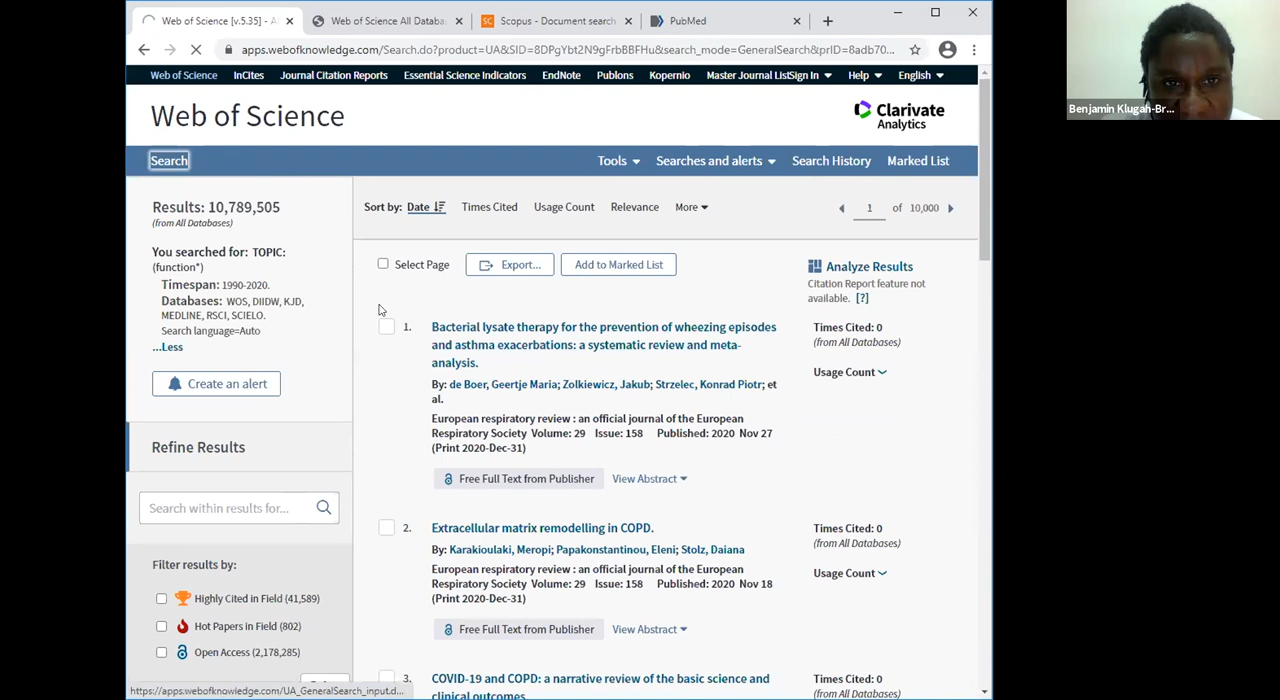 Web of Science [v.5.35] - All Databa
Web of Science All Databa
SC Scopus - Document search
PubMed
apps.webofknowledge.com/Search.do?product=UA&SID=8DPgYbt2N9gFrbBBFHu&search_mode=GeneralSearch&prID=8adb70...
Web of Science InCites Journal Citation Reports Essential Science Indicators EndNote Publons Kopernio Master Journal List Sign In Help English
Web of Science
Clarivate
Analytics
Search Tools Searches and alerts Search History Marked List
Results: 10,789,505
(from All Databases)
You searched for: TOPIC:
(function*)
Timespan: 1990-2020.
Databases: WOS, DIIDW, KJD,
MEDLINE, RSCI, SCIELO.
Search language=Auto
...Less
Create an alert
Refine Results
Search within results for...
Filter results by:
Highly Cited in Field (41,589)
Hot Papers in Field (802)
Open Access (2,178,285)
https://apps.webofknowledge.com/UA_GeneralSearch_input.d...
Sort by: Date Times Cited Usage Count Relevance More
1 of 10,000
Select Page Export... Add to Marked List
Analyze Results
Citation Report feature not
available. [?]
1. Bacterial lysate therapy for the prevention of wheezing episodes
and asthma exacerbations: a systematic review and meta-
analysis.
By: de Boer, Geertje Maria; Zolkiewicz, Jakub; Strzelec, Konrad Piotr; et
al.
European respiratory review : an official journal of the European
Respiratory Society Volume: 29 Issue: 158 Published: 2020 Nov 27
(Print 2020-Dec-31)
Free Full Text from Publisher View Abstract
Times Cited: 0
(from All Databases)
Usage Count
2. Extracellular matrix remodelling in COPD.
By: Karakioulaki, Meropi; Papakonstantinou, Eleni; Stolz, Daiana
European respiratory review : an official journal of the European
Respiratory Society Volume: 29 Issue: 158 Published: 2020 Nov 18
(Print 2020-Dec-31)
Free Full Text from Publisher View Abstract
Times Cited: 0
(from All Databases)
Usage Count
3. COVID-19 and COPD: a narrative review of the basic science and
clinical outcomes.
Times Cited: 0
(from All Databases)
Benjamin Klugah-Br...